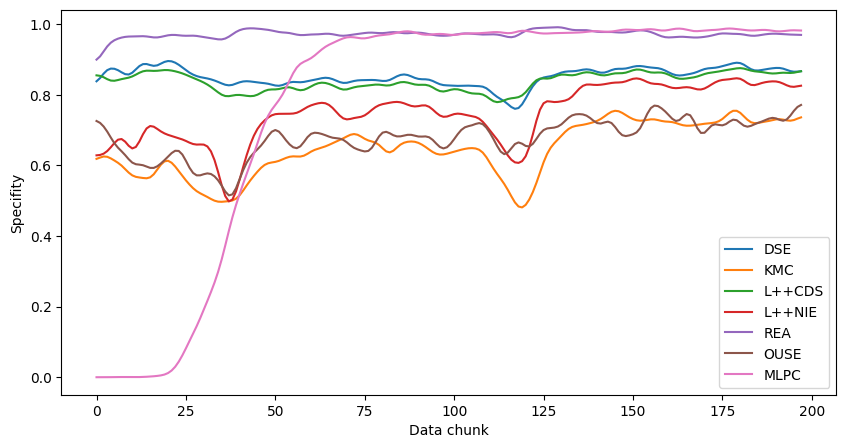 1.0
0.8
0.6
0.4
0.2
0.0
Specifity
0
25
50
75
100
125
150
175
200
Data chunk
DSE
KMC
L++CDS
L++NIE
REA
OUSE
MLPC